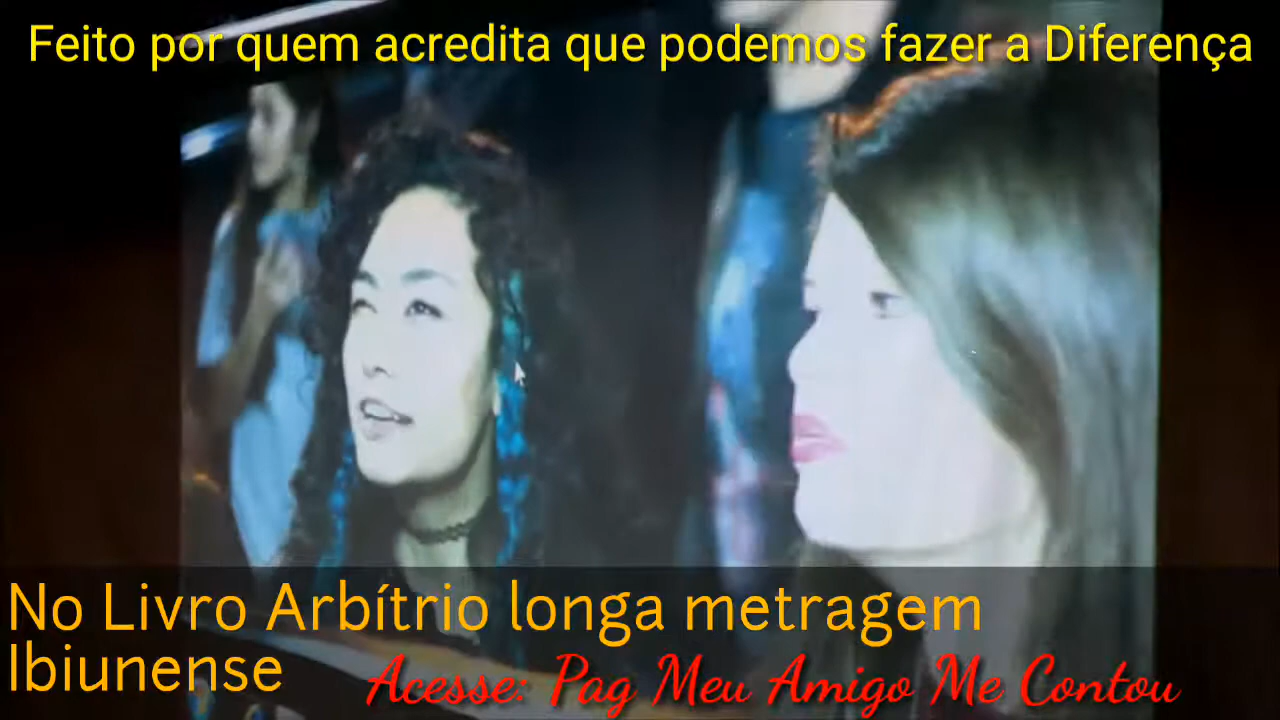 Feito por quem acredita que podemos fazer a Diferença
No Livro Arbítrio longa metragem
Ibiunense
Acesse: Pag Meu Amigo Me Contou